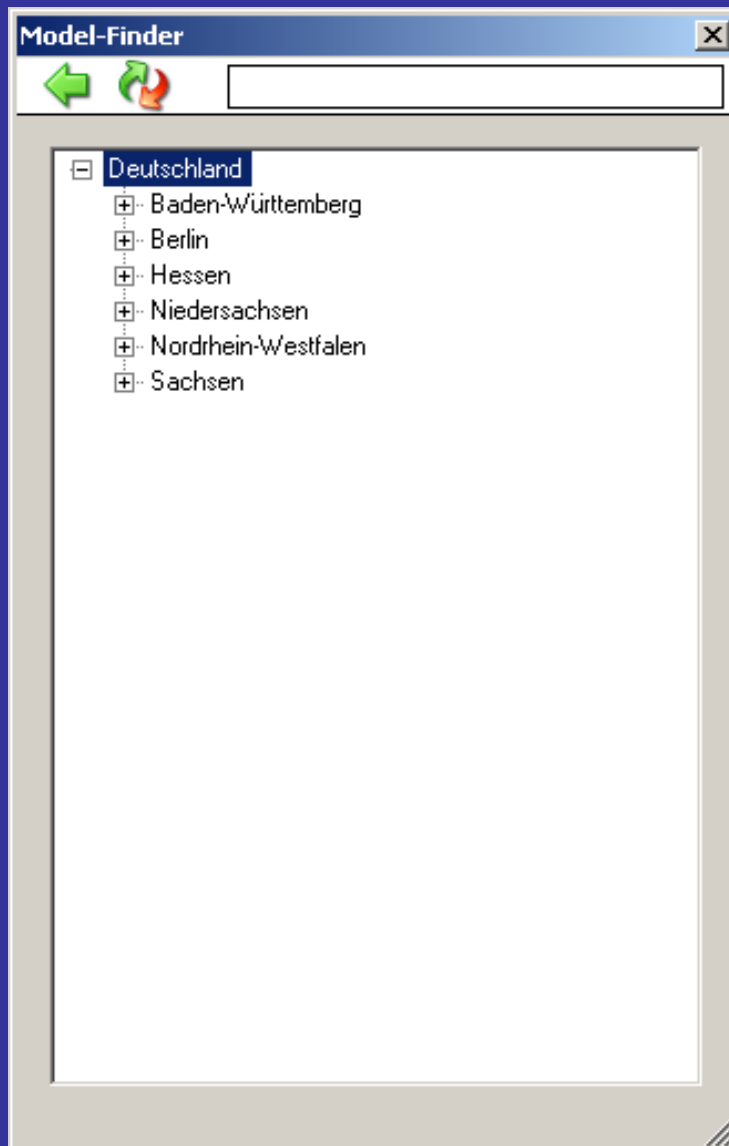 Model-Finder
Deutschland
Baden-Württemberg
Berlin
Hessen
Niedersachsen
Nordrhein-Westfalen
Sachsen